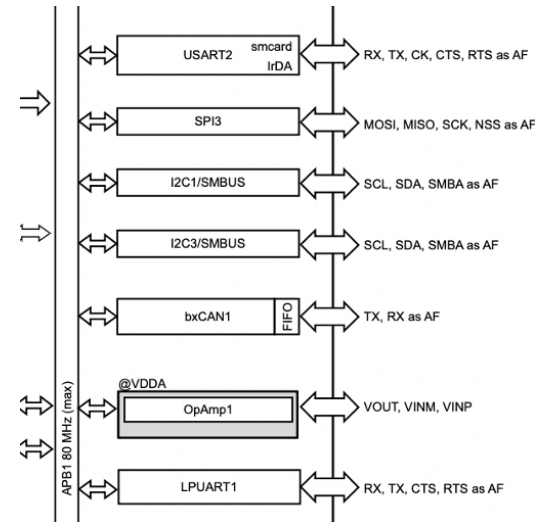 USART2
smcard
IrDA
RX, TX, CK, CTS, RTS as AF
SPI3
MOSI, MISO, SCK, NSS as AF
I2C1/SMBUS
SCL, SDA, SMBA as AF
I2C3/SMBUS
SCL, SDA, SMBA as AF
bxCAN1
FIFO
TX, RX as AF
@VDDA
OpAmp1
VOUT, VINM, VINP
APB1 80 MHz (max)
LPUART1
RX, TX, CTS, RTS as AF